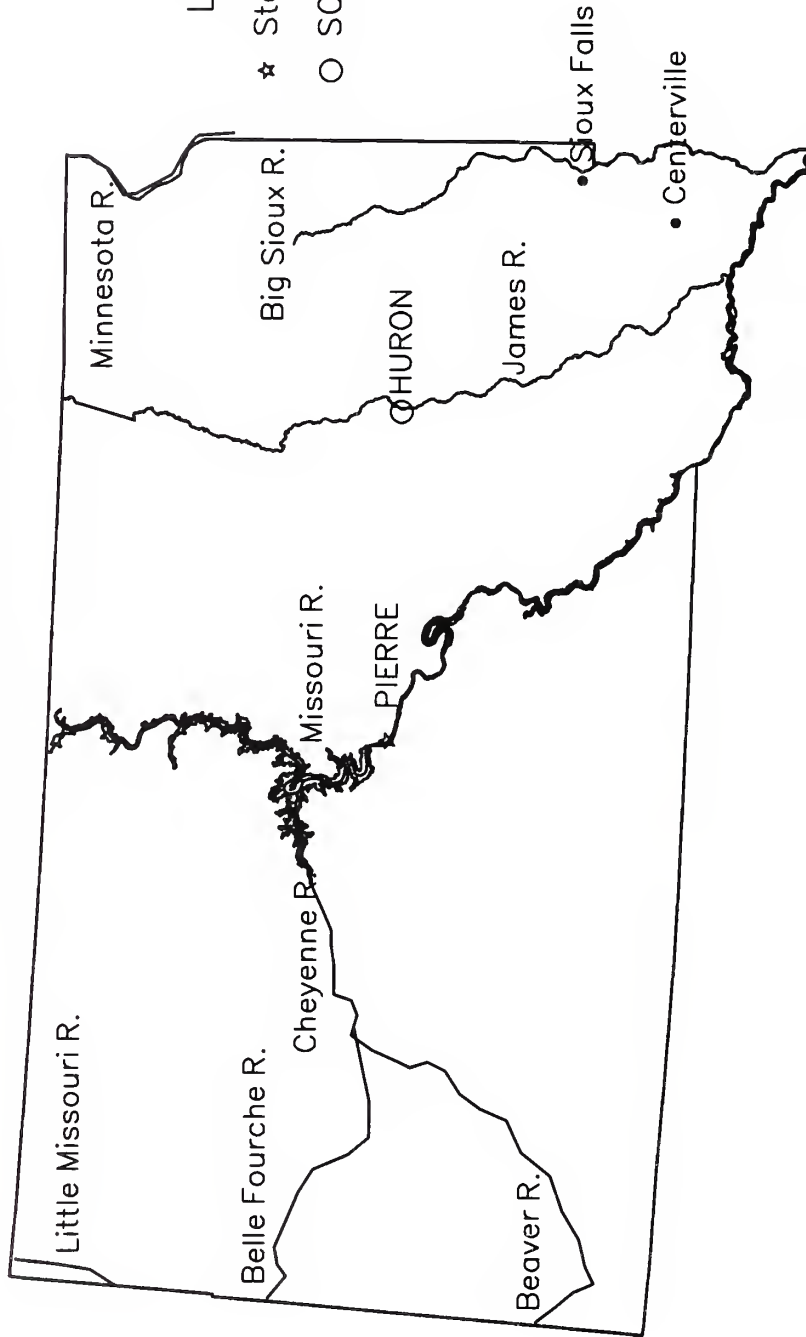 Little Missouri R.
Belle Fourche R.
Beaver R.
Cheyenne R.
Missouri R.
PIERRE
Minnesota R.
Big Sioux R.
HURON
James R.
Sioux Falls
Centerville